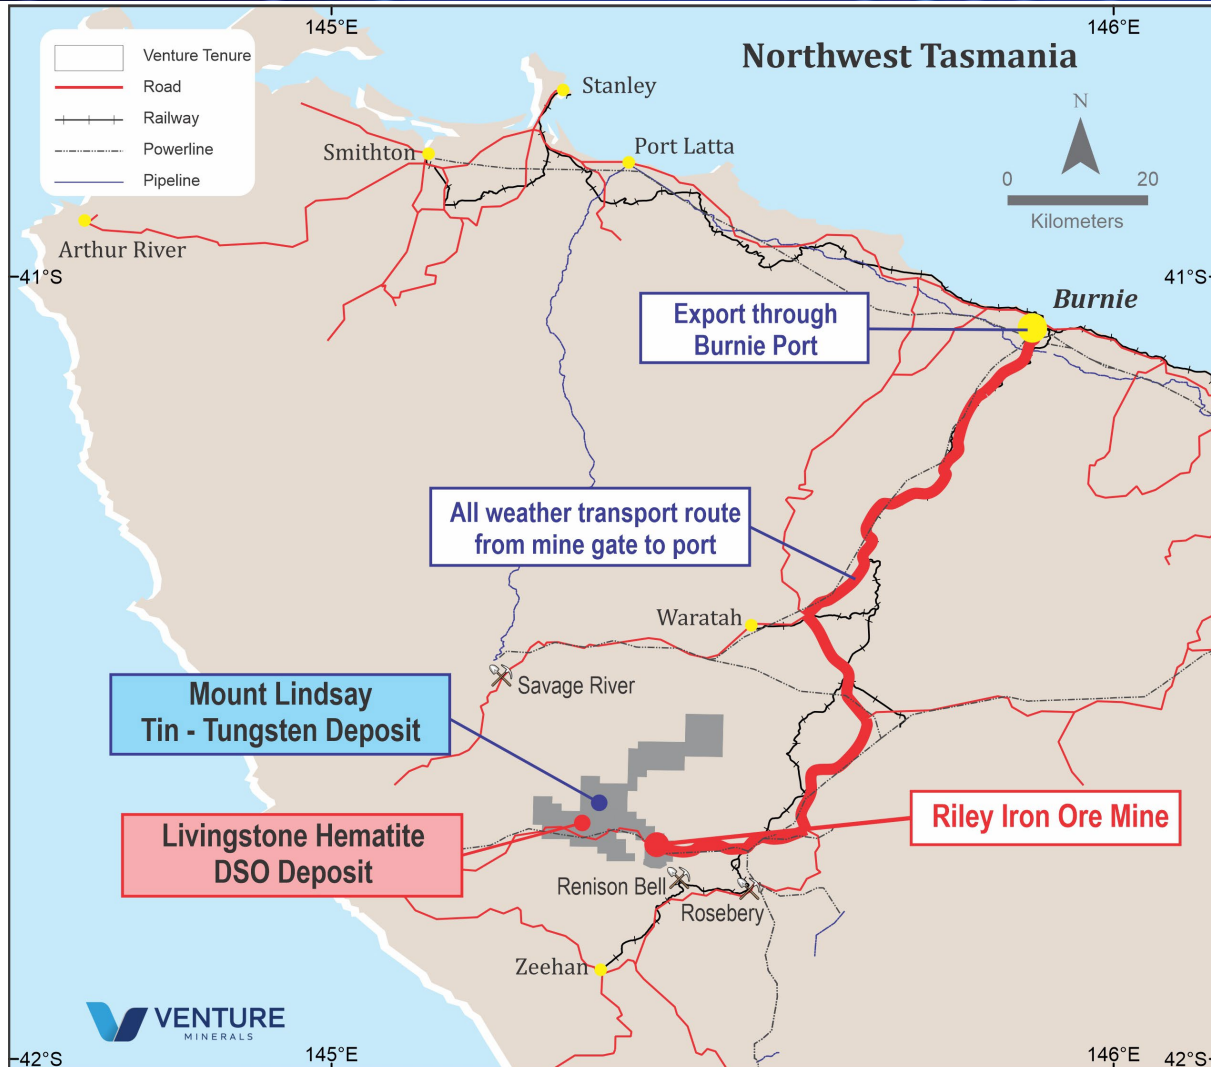 145°E
146°E
Northwest Tasmania
Venture Tenure
Road
Railway
Powerline
Pipeline
N
0 20
Kilometers
Stanley
Smithton
Port Latta
Arthur River
41°S
41°S
Burnie
Export through
Burnie Port
All weather transport route
from mine gate to port
Waratah
Savage River
Mount Lindsay
Tin - Tungsten Deposit
Livingstone Hematite
DSO Deposit
Riley Iron Ore Mine
Renison Bell
Rosebery
Zeehan
VENTURE
MINERALS
42°S
145°E
146°E
42°S